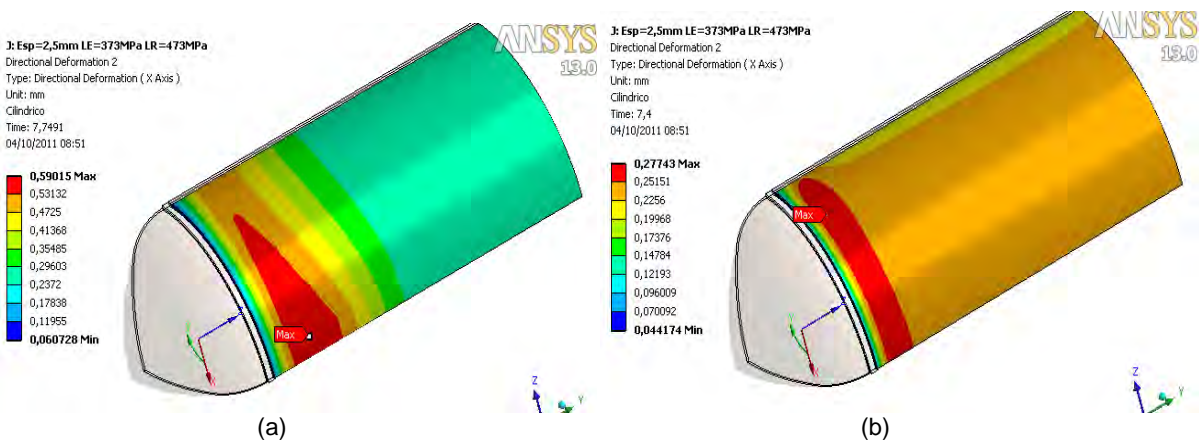 J: Esp=2,5mm LE=373MPa LR=473MPa
Directional Deformation 2
Type: Directional Deformation ( X Axis )
Unit: mm
Cilindrico
Time: 7,7491
04/10/2011 08:51
0,59015 Max
0,53132
0,4725
0,41368
0,35485
0,29603
0,2372
0,17838
0,11955
0,060728 Min
ANSYS
13.0
Max
X
Z
Y
(a)
J: Esp=2,5mm LE=373MPa LR=473MPa
Directional Deformation 2
Type: Directional Deformation ( X Axis )
Unit: mm
Cilindrico
Time: 7,4
04/10/2011 08:51
0,27743 Max
0,25151
0,2256
0,19968
0,17376
0,14784
0,12193
0,096009
0,070092
0,044174 Min
ANSYS
13.0
Max
X
Z
Y
(b)